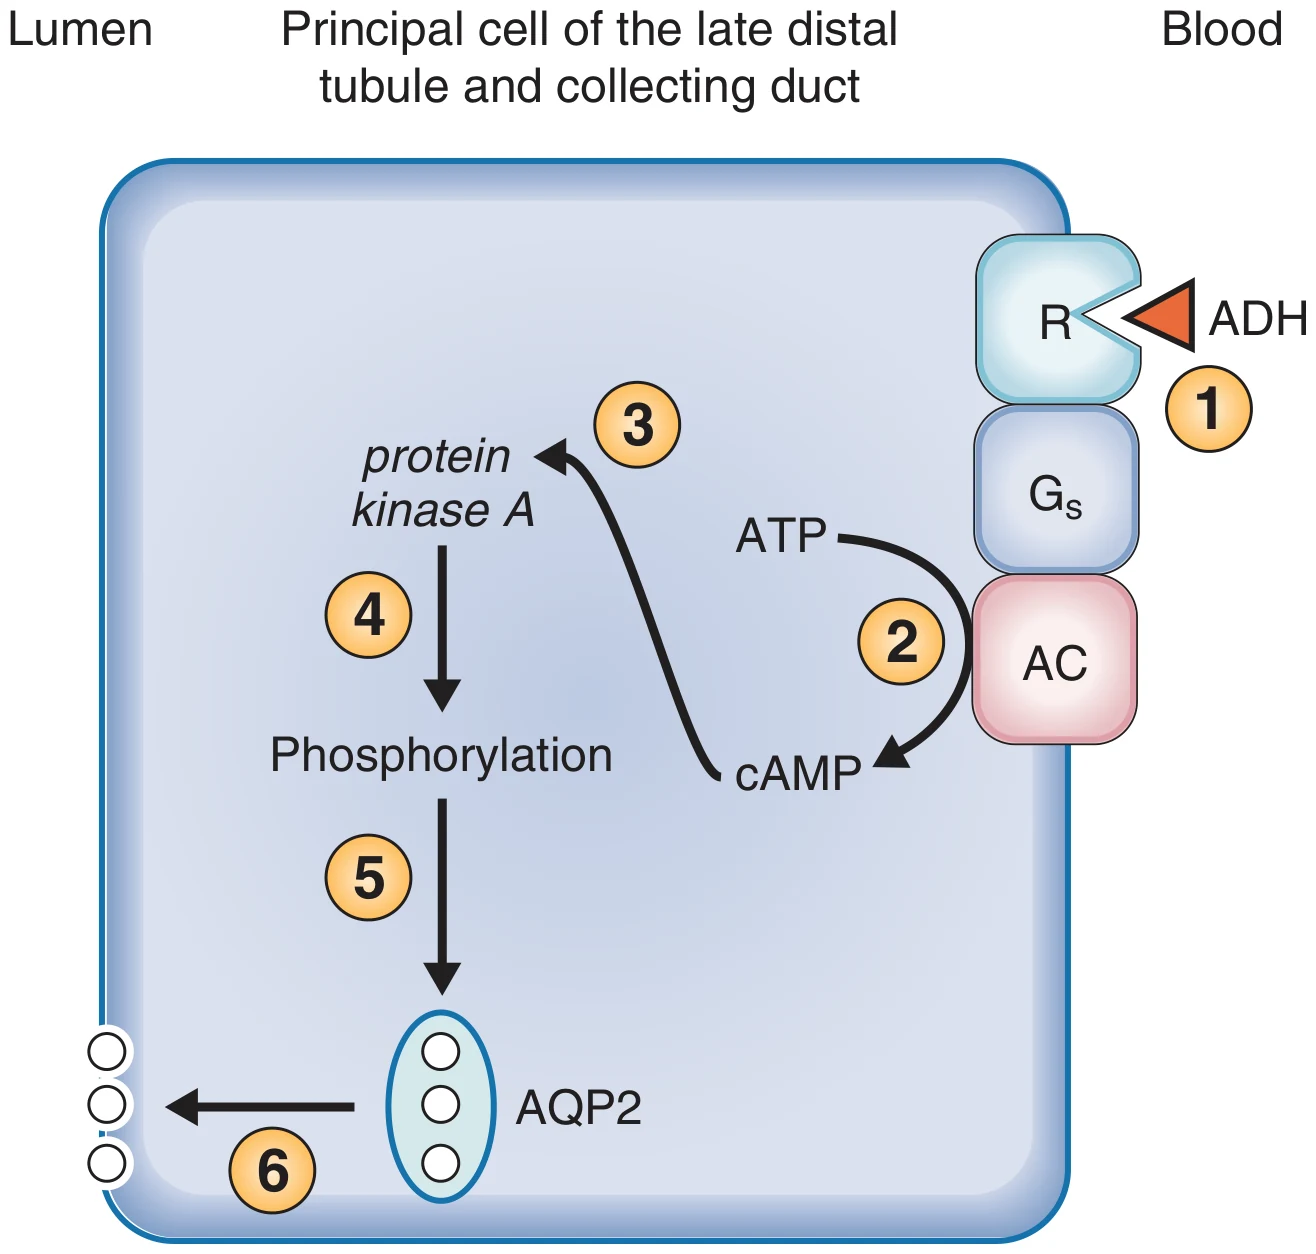 Lumen
Principal cell of the late distal
tubule and collecting duct
Blood
R
ADH
1
3
protein
kinase A
Gs
ATP
4
2
AC
Phosphorylation
cAMP
5
AQP2
6